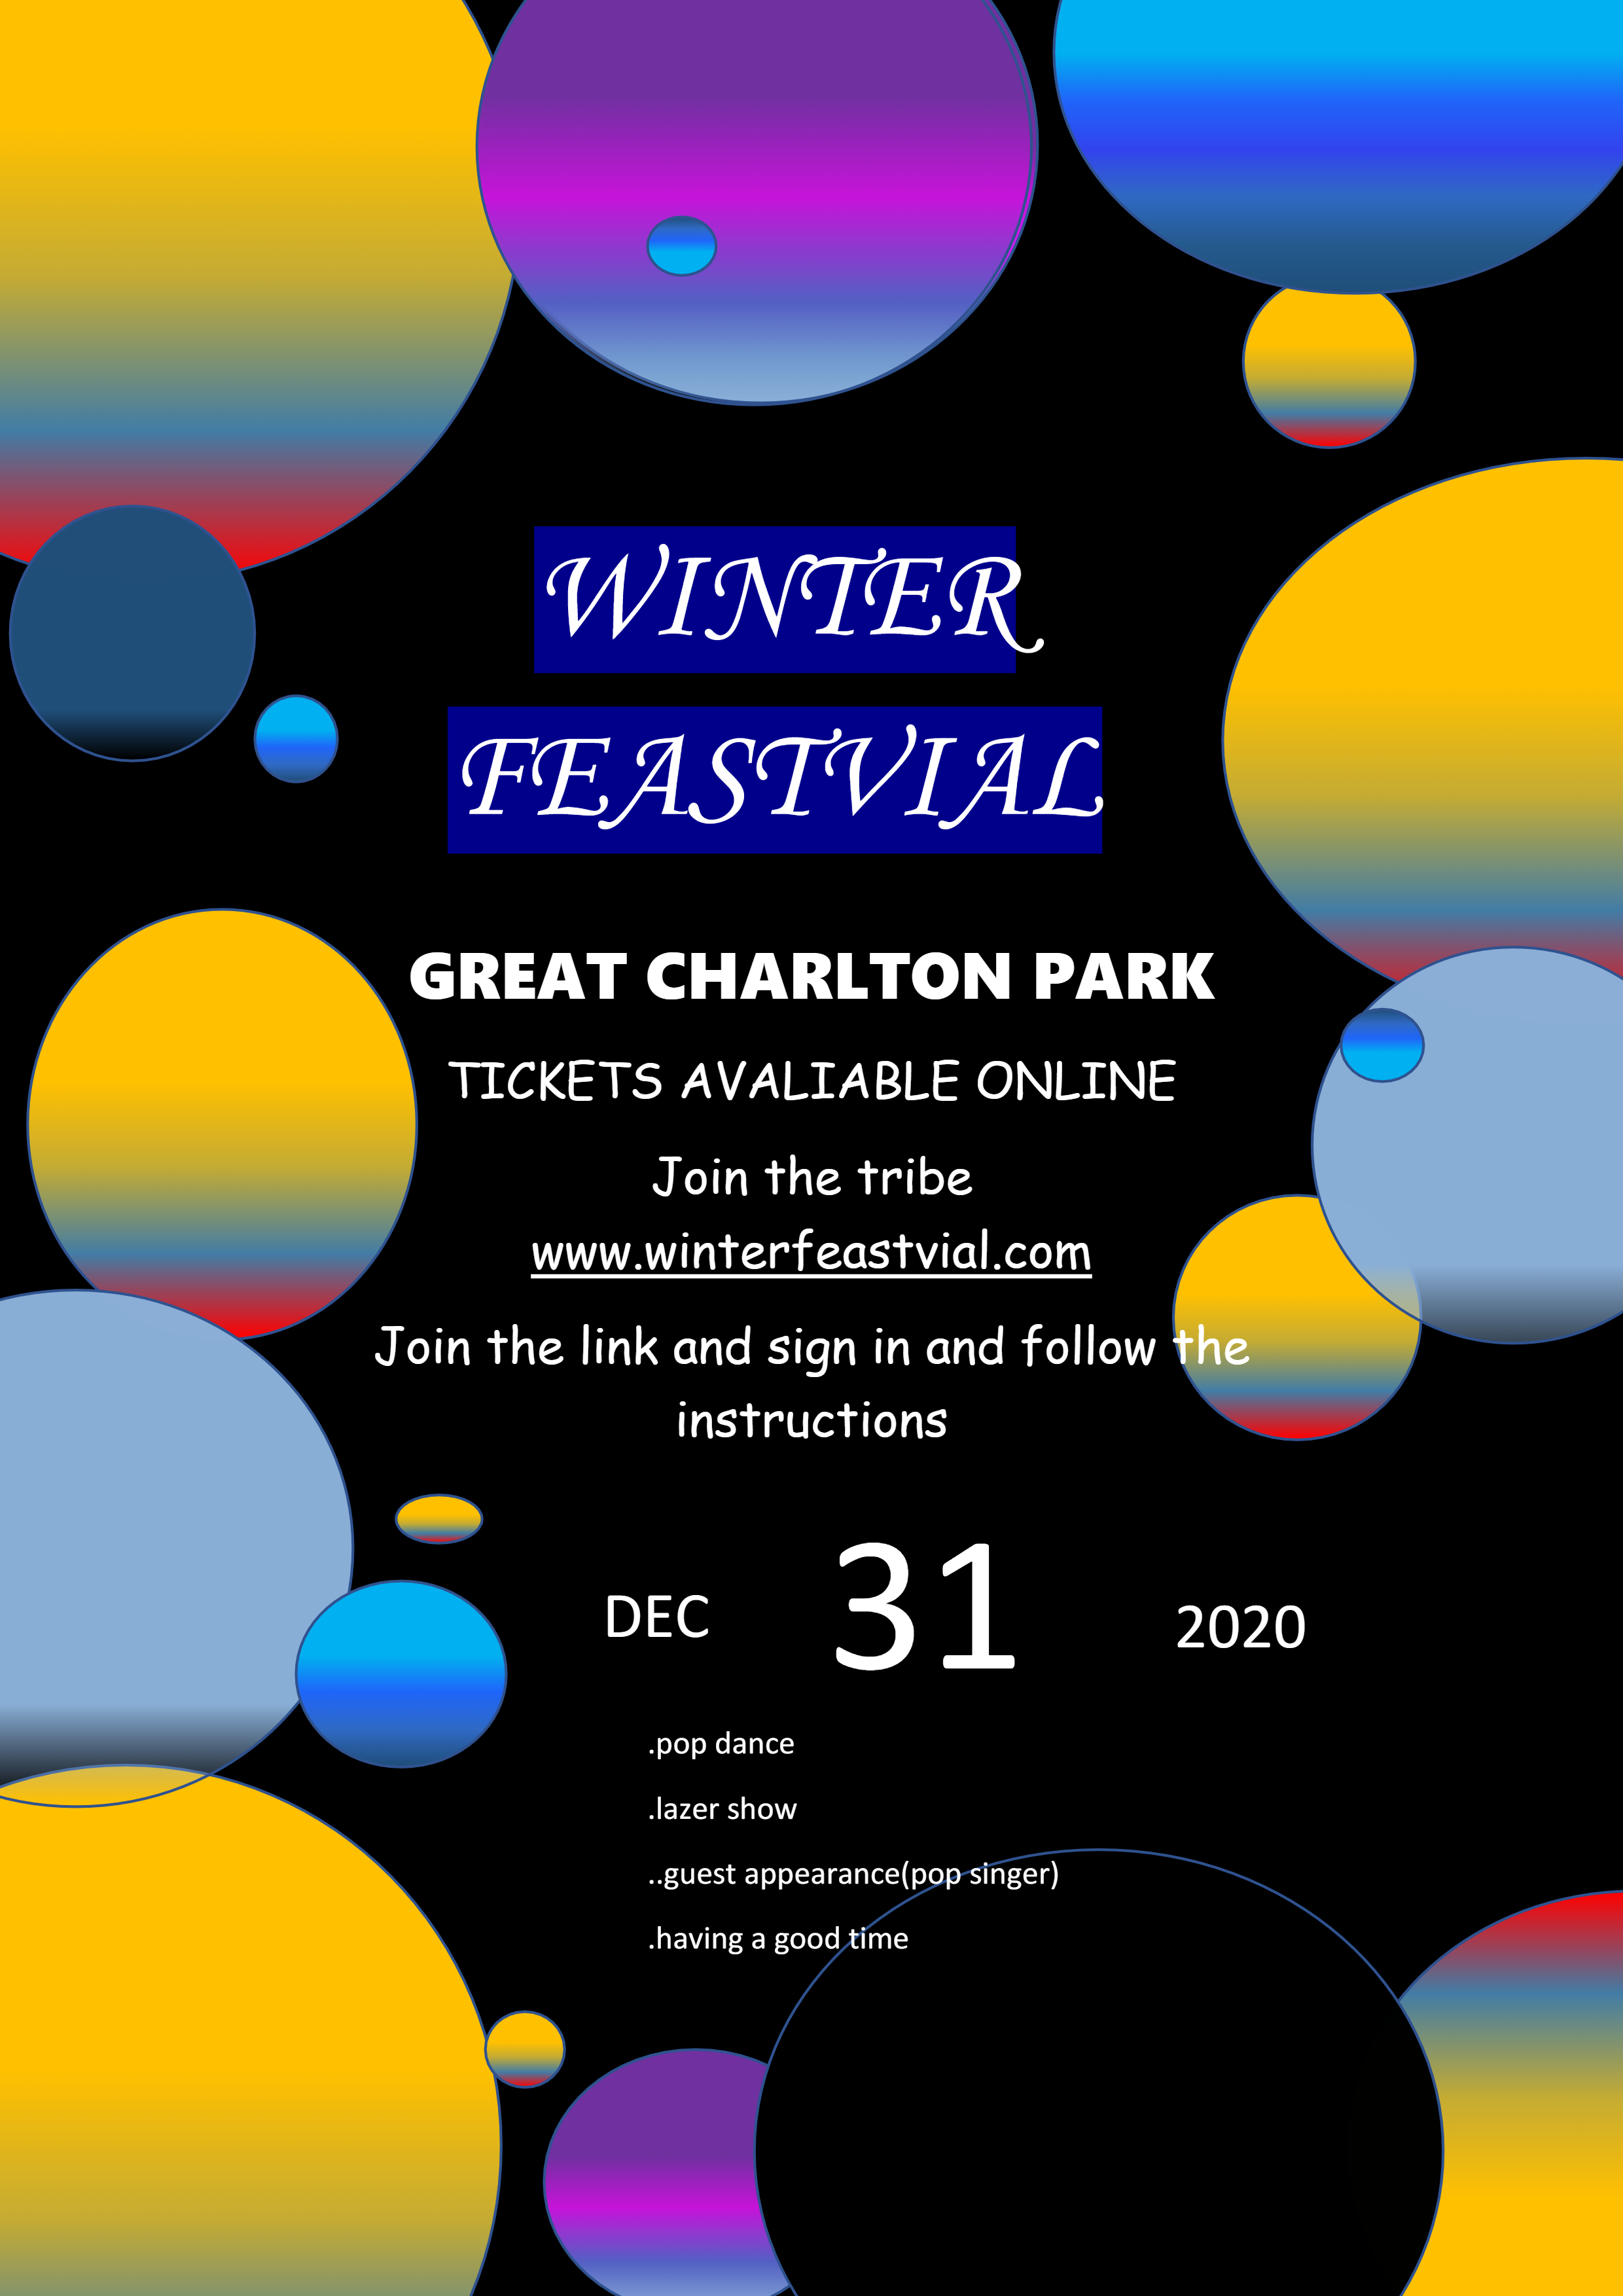 WINTER
FEASTVIAL
GREAT CHARLTON PARK
TICKETS AVALIABLE ONLINE
Join the tribe
www.winterfeastvial.com
Join the link and sign in and follow the
instructions
DEC 31 2020
.pop dance
.lazer show
..guest appearance(pop singer)
.having a good time